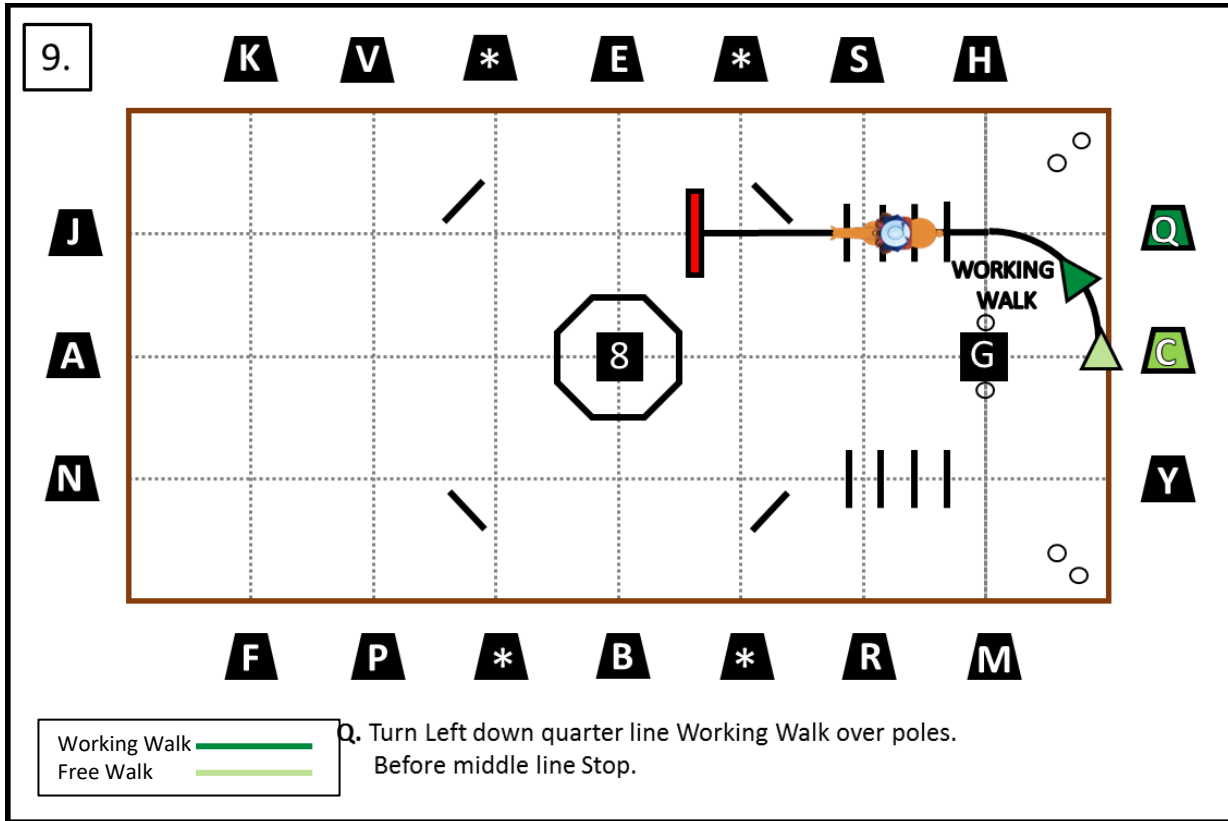 9.
K V * E * S H
J
Q
WORKING
WALK
A
8
G
C
N
Y
F P * B * R M
Working Walk
Free Walk
Q. Turn Left down quarter line Working Walk over poles.
Before middle line Stop.